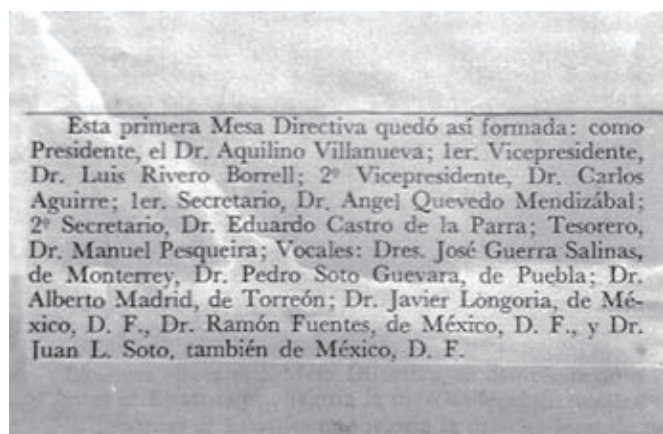 Esta primera Mesa Directiva quedó así formada: como
Presidente, el Dr. Aquilino Villanueva; 1er. Vicepresidente,
Dr. Luis Rivero Borrell; 2º Vicepresidente, Dr. Carlos
Aguirre; 1er. Secretario, Dr. Angel Quevedo Mendizábal;
2º Secretario, Dr. Eduardo Castro de la Parra; Tesorero,
Dr. Manuel Pesqueira; Vocales: Dres. José Guerra Salinas,
de Monterrey, Dr. Pedro Soto Guevara, de Puebla; Dr.
Alberto Madrid, de Torreón; Dr. Javier Longoria, de Mé-
xico, D. F., Dr. Ramón Fuentes, de México, D. F., y Dr.
Juan L. Soto, también de México, D. F.